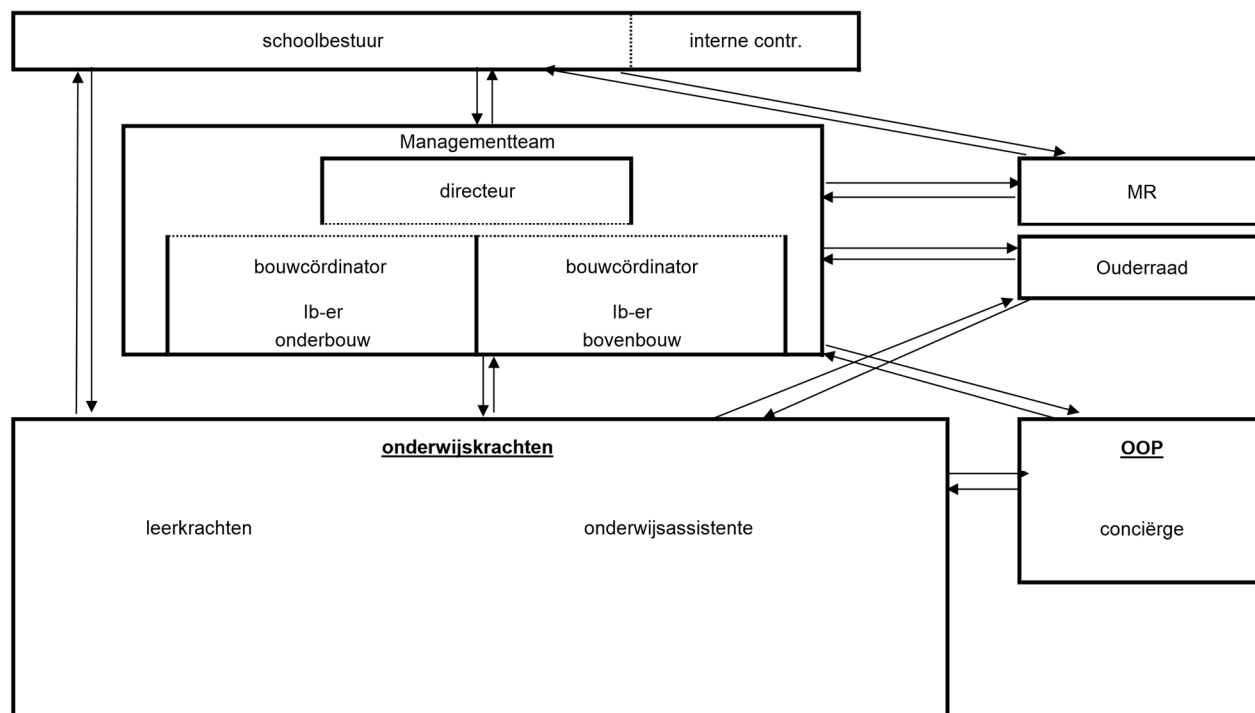 schoolbestuur
interne contr.
Managementteam
directeur
MR
bouwcördinator
bouwcördinator
Ouderraad
Ib-er
Ib-er
onderbouw
bovenbouw
onderwijskrachten
OOP
leerkrachten
onderwijsassistente
conciërge